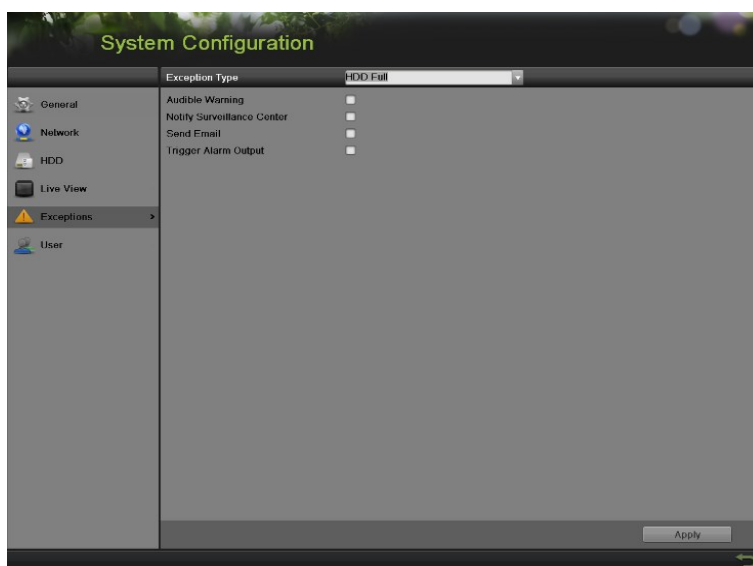 System Configuration
Exception Type HDD Full
General
Network
HDD
Live View
Exceptions >
User
Audible Warning
Notify Surveillance Center
Send Email
Trigger Alarm Output
Apply